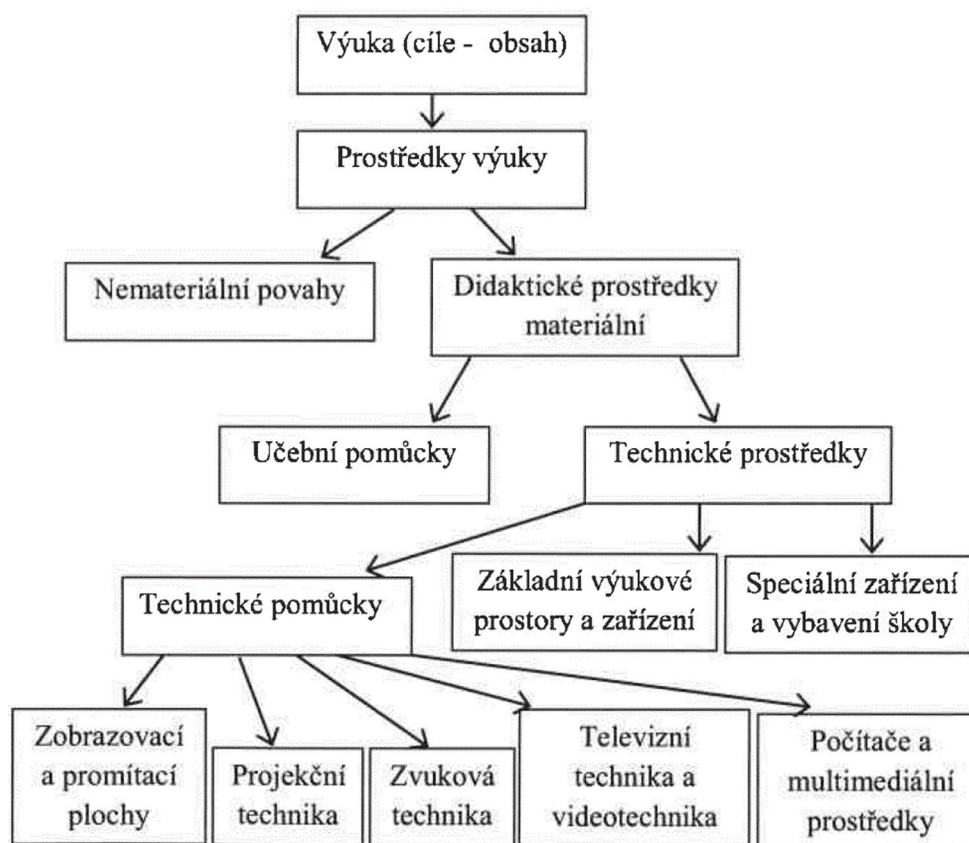 Výuka (cíle - obsah)
Prostředky výuky
Nemateriální povahy
Didaktické prostředky
materiální
Učební pomůcky
Technické prostředky
Technické pomůcky
Základní výukové
prostory a zařízení
Speciální zařízení
a vybavení školy
Zobrazovací
a promítací
plochy
Projekční
technika
Zvuková
technika
Televizní
technika a
videotechnika
Počítače a
multimediální
prostředky